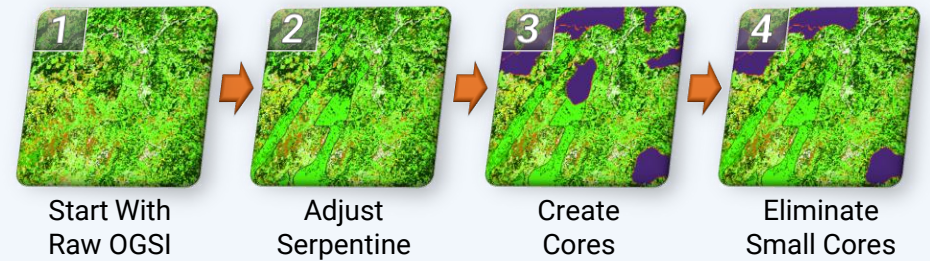 1
2
3
4
Start With
Raw OGSI
Adjust
Serpentine
Create
Cores
Eliminate
Small Cores